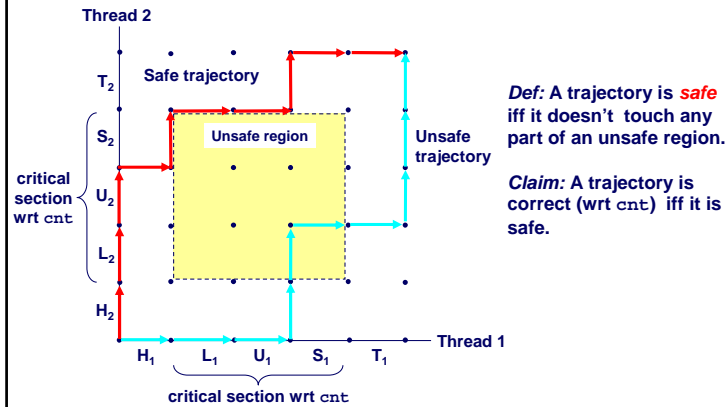 Thread 2
T2
Safe trajectory
S2
Unsafe region
Unsafe
trajectory
critical
section
wrt cnt
U2
L2
H2
Thread 1
H1 L1 U1 S1 T1
critical section wrt cnt
Def: A trajectory is safe
iff it doesn't touch any
part of an unsafe region.
Claim: A trajectory is
correct (wrt cnt) iff it is
safe.